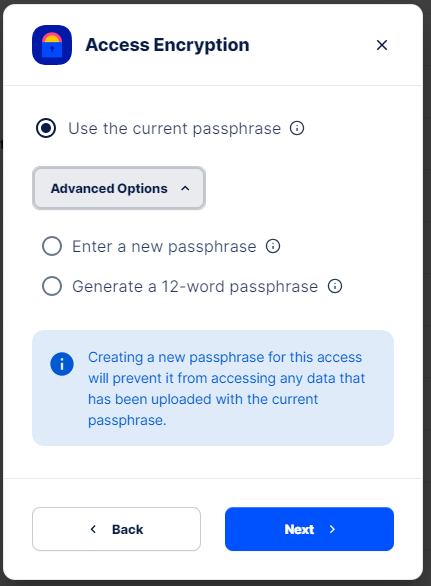 Access Encryption
Use the current passphrase
Advanced Options
Enter a new passphrase
Generate a 12-word passphrase
Creating a new passphrase for this access
will prevent it from accessing any data that
has been uploaded with the current
passphrase.
Back
Next